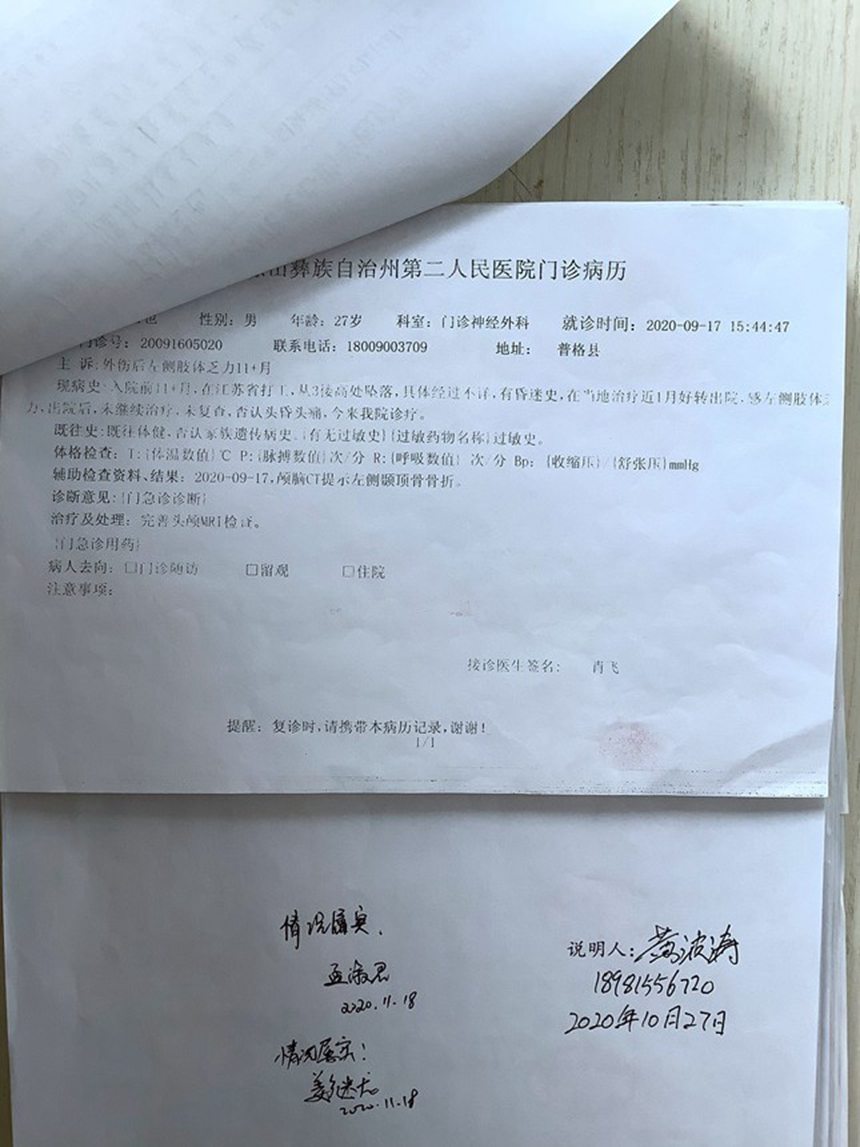 彝族自治州第二人民医院门诊病历
性别：男 年龄：27岁 科室：门诊神经外科 就诊时间：2020-09-17 15:44:47
门诊号：20091605020 联系电话：18009003709 地址： 普格县
主 诉：外伤后左侧肢体乏力11+月
现病史：入院前11+月，在江苏省打工，从3楼高处坠落，具体经过不详，有昏迷史，在当地治疗近1月好转出院，感左侧肢体乏
力，出院后，未继续治疗，未复查，否认头昏头痛，今来我院诊疗。
既往史：既往体健，否认家族遗传病史。{有无过敏史}{过敏药物名称}过敏史。
体格检查：T:{体温数值}℃ P:{脉搏数值}次/分 R:{呼吸数值} 次/分 Bp: {收缩压}/{舒张压}mmHg
辅助检查资料、结果：2020-09-17，颅脑CT提示左侧颞顶骨骨折。
诊断意见：{门急诊诊断}
治疗及处理：完善头颅MRI检查。
{门急诊用药}
病人去向：□门诊随访 □留观 □住院
注意事项：
接诊医生签名： 肖飞
提醒：复诊时，请携带本病历记录，谢谢！
1/1
情况属实.
孟淑君
2020.11.18
情况属实！
2020.11.18
说明人：黄波涛
18981556720
2020年10月27日